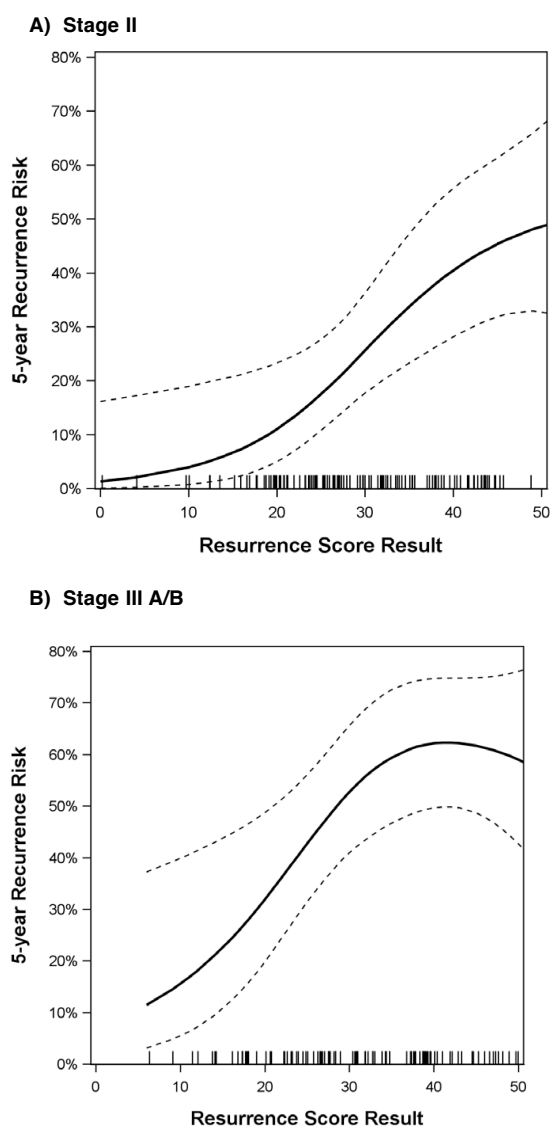 A) Stage II
80%
70%
60%
50%
40%
30%
20%
10%
0%
5-year Recurrence Risk
0 10 20 30 40 50
Resurrence Score Result
B) Stage III A/B
80%
70%
60%
50%
40%
30%
20%
10%
0%
5-year Recurrence Risk
0 10 20 30 40 50
Resurrence Score Result